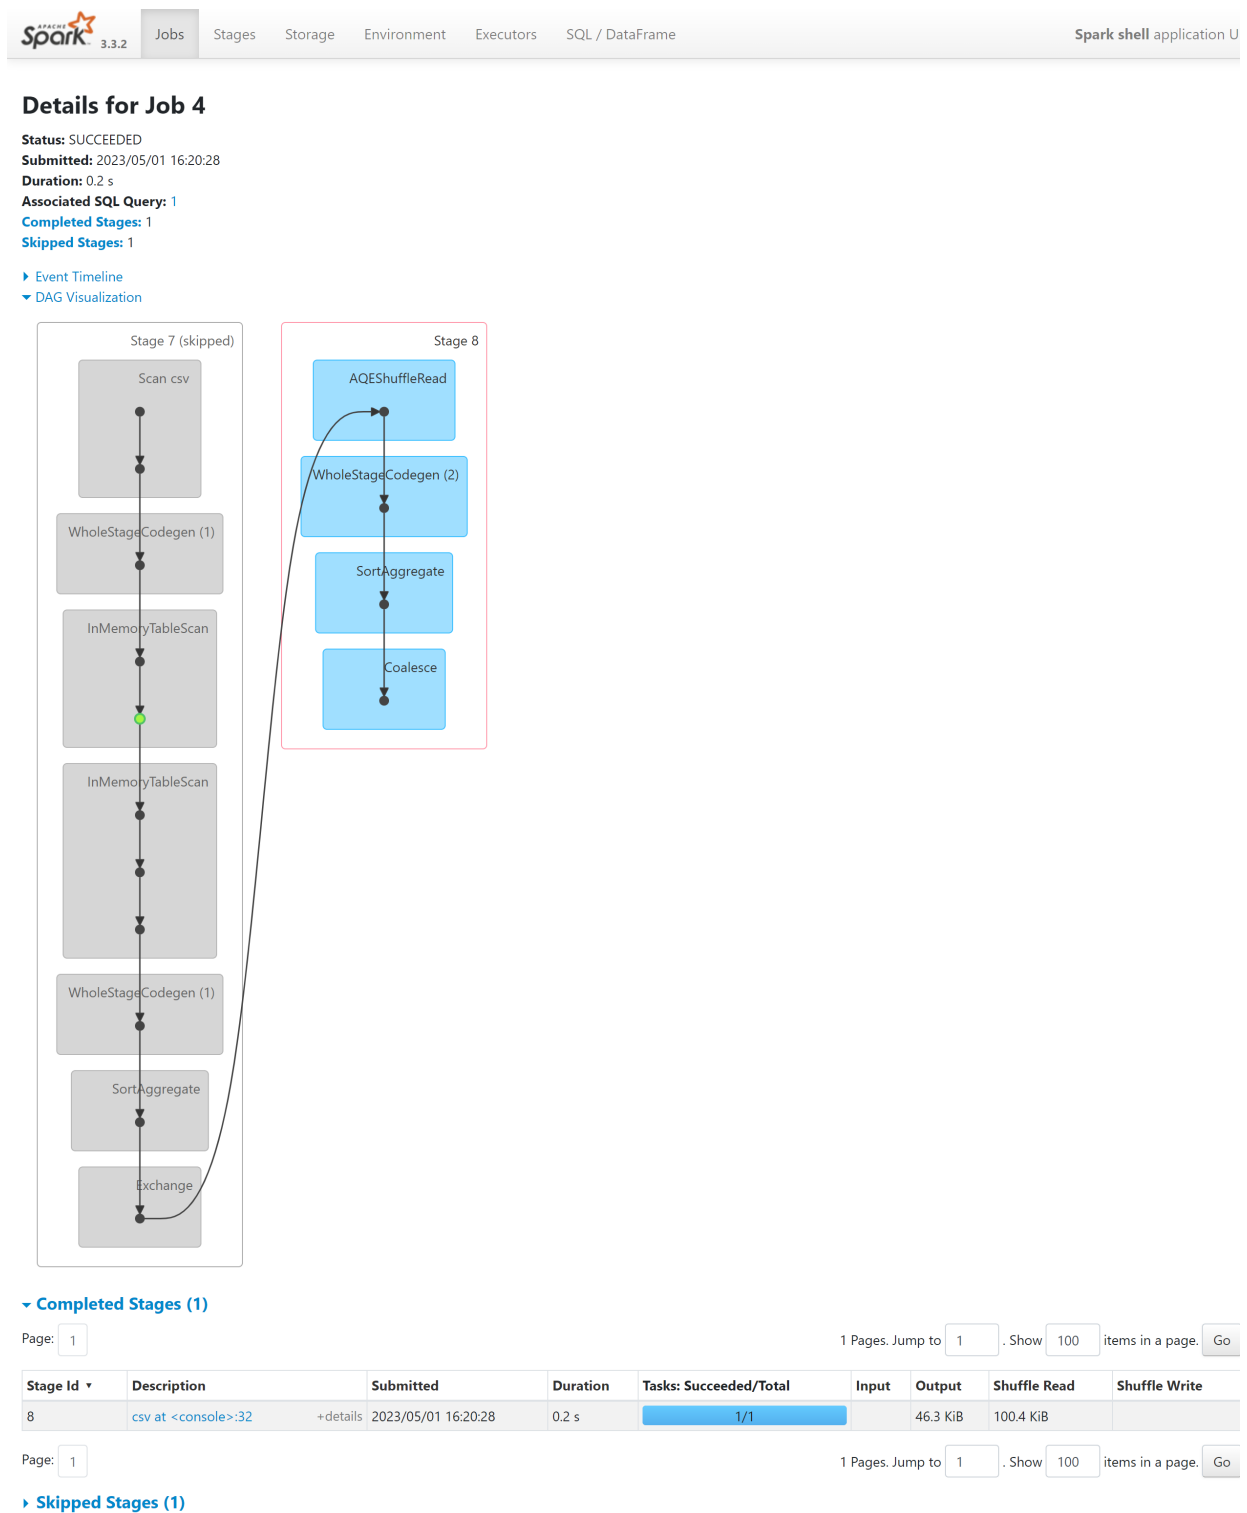 APACHE
Spark 3.3.2 Jobs Stages Storage Environment Executors SQL / DataFrame Spark shell application U
Details for Job 4
Status: SUCCEEDED
Submitted: 2023/05/01 16:20:28
Duration: 0.2 s
Associated SQL Query: 1
Completed Stages: 1
Skipped Stages: 1
Event Timeline
DAG Visualization
Stage 7 (skipped)
Scan csv
WholeStageCodegen (1)
InMemoryTableScan
InMemoryTableScan
WholeStageCodegen (1)
SortAggregate
Exchange
Stage 8
AQEShuffleRead
WholeStageCodegen (2)
SortAggregate
Coalesce
Completed Stages (1)
Page: 1 1 Pages. Jump to 1 . Show 100 items in a page. Go
Stage Id ▾ Description Submitted Duration Tasks: Succeeded/Total Input Output Shuffle Read Shuffle Write
8 csv at <console>:32 +details 2023/05/01 16:20:28 0.2 s 1/1 46.3 KiB 100.4 KiB
Page: 1 1 Pages. Jump to 1 . Show 100 items in a page. Go
Skipped Stages (1)